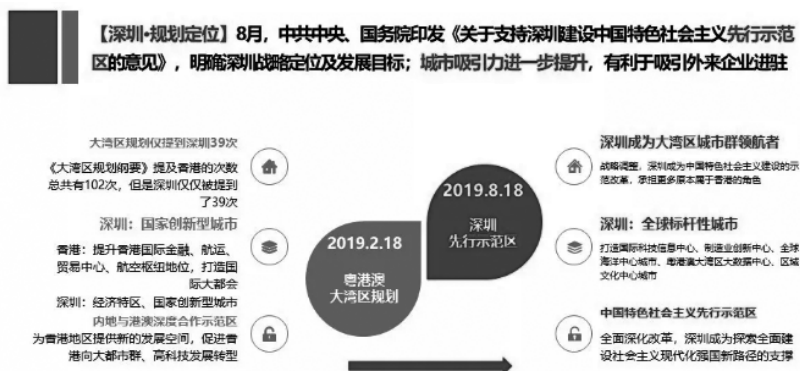 【深圳·规划定位】8月，中共中央、国务院印发《关于支持深圳建设中国特色社会主义先行示范
区的意见》，明确深圳战略定位及发展目标；城市吸引力进一步提升，有利于吸引外来企业进驻
大湾区规划仅提到深圳39次
《大湾区规划纲要》提及香港的次数
总共有102次，但是深圳仅仅被提到
了39次
深圳：国家创新型城市
香港：提升香港国际金融、航运、
贸易中心、航空枢纽地位，打造国
际大都会
深圳：经济特区、国家创新型城市
内地与港澳深度合作示范区
为香港地区提供新的发展空间，促进香
港向大都市群、高科技发展转型
2019.2.18
粤港澳
大湾区规划
2019.8.18
深圳
先行示范区
深圳成为大湾区城市群领航者
战略调整，深圳成为中国特色社会主义建设的示
范改革，承担更多原本属于香港的角色
深圳：全球标杆性城市
打造国际科技信息中心、制造业创新中心、全球
海洋中心城市、粤港澳大湾区大数据中心、区域
文化中心城市
中国特色社会主义先行示范区
全面深化改革，深圳成为探索全面建
设社会主义现代化强国新路径的支撑